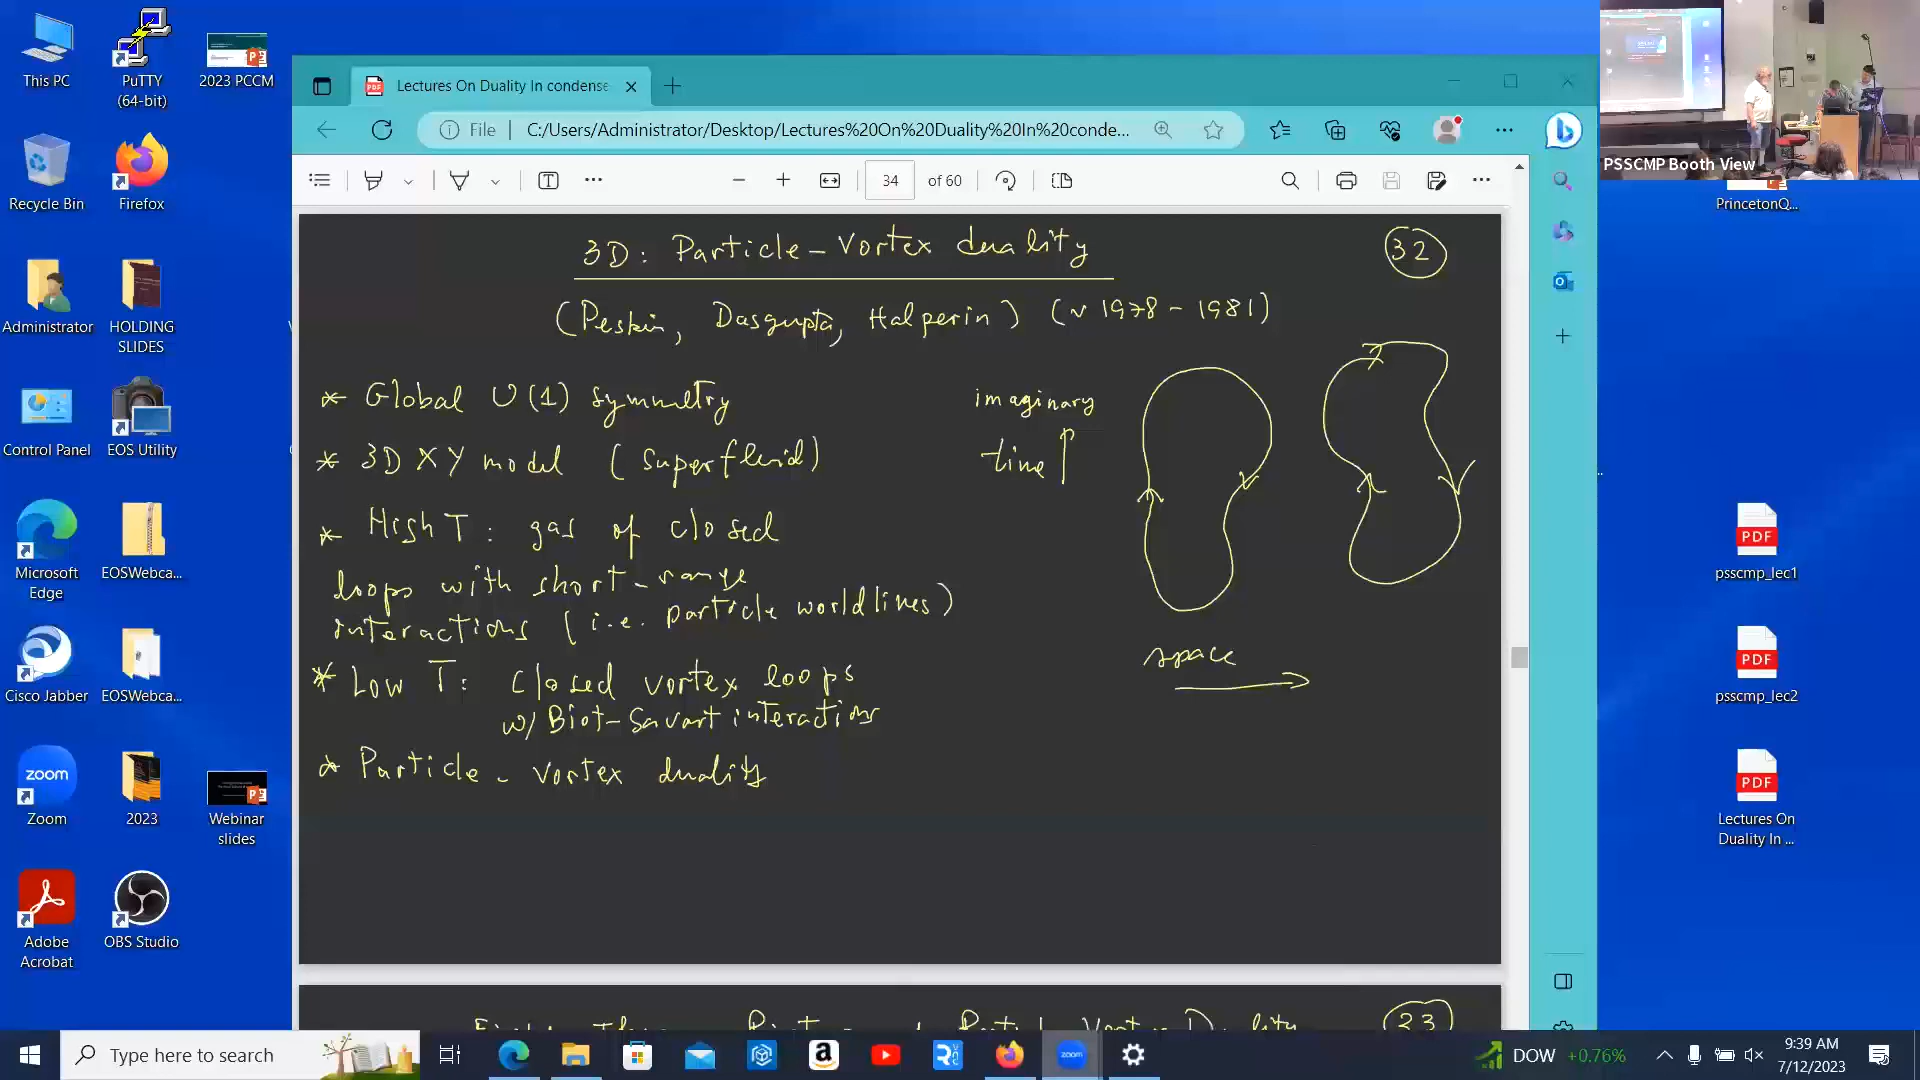 This PC
PuTTY
(64-bit)
2023 PCCM
Recycle Bin
Firefox
Administrator
HOLDING
SLIDES
Control Panel
EOS Utility
Microsoft
Edge
EOSWebca...
Cisco Jabber
EOSWebca...
Zoom
2023
Webinar
slides
Adobe
Acrobat
OBS Studio
Lectures On Duality In condense
File
C:/Users/Administrator/Desktop/Lectures%20On%20Duality%20In%20conde...
34
of 60
3D: Particle-Vortex duality
32
(Peskin, Dasgupta, Halperin) (~ 1978 - 1981)
* Global U(1) symmetry
* 3D XY model (superfluid)
* High T: gas of closed
loops with short-range
interactions (i.e. particle worldlines)
* Low T: closed vortex loops
w/ Biot-Savart interactions
* Particle - vortex duality
imaginary
time
space
33
PSSCMP Booth View
PrincetonQ...
psscmp_lec1
psscmp_lec2
Lectures On
Duality In ...
Type here to search
DOW +0.76%
9:39 AM
7/12/2023